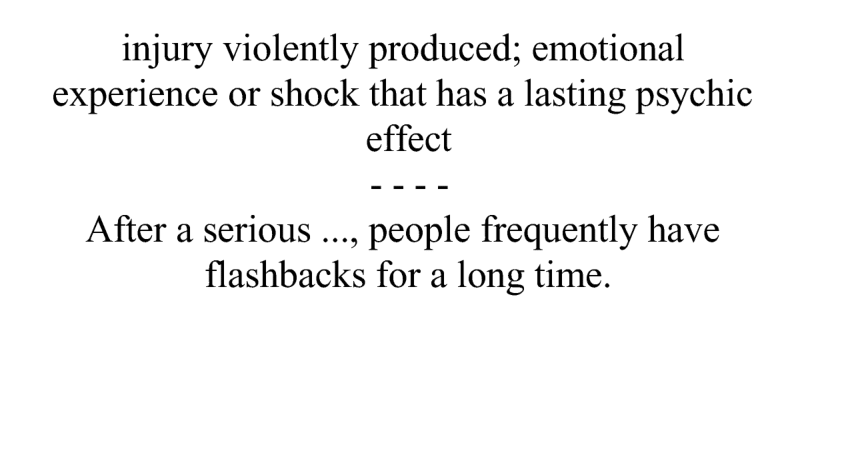 injury violently produced; emotional
experience or shock that has a lasting psychic
effect
- - - -
After a serious ..., people frequently have
flashbacks for a long time.